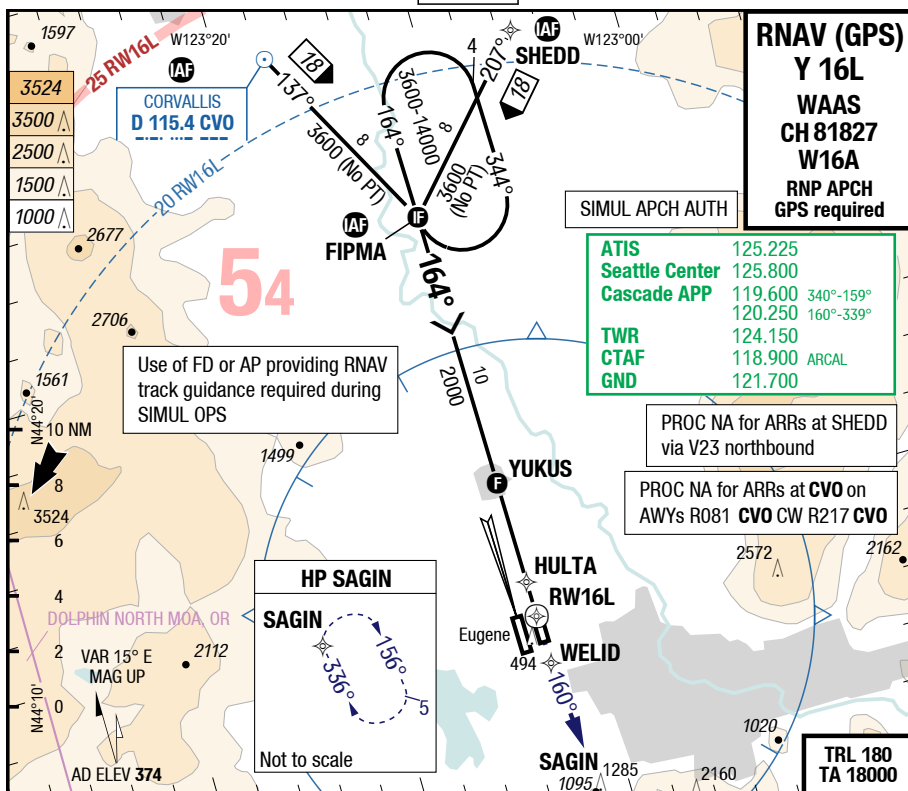 1597
25 RW16L
W123°20'
IAF
IAF
SHEDD
W123°00'
RNAV (GPS)
Y 16L
WAAS
CH 81827
W16A
RNP APCH
GPS required
3524
3500
2500
1500
1000
CORVALLIS
D 115.4 CVO
18
137°
8
3600 (No PT)
4
3600-14000
164°
207°
18
8
3600
(No PT)
344°
20 RW16L
IF
IAF
FIPMA
164°
SIMUL APCH AUTH
ATIS 125.225
Seattle Center 125.800
Cascade APP 119.600 340°-159°
120.250 160°-339°
TWR 124.150
CTAF 118.900 ARCAL
GND 121.700
2677
54
2706
1561
Use of FD or AP providing RNAV
track guidance required during
SIMUL OPS
10
2000
N44°20'
10 NM
8
6
4
2
0
N44°10'
3524
1499
PROC NA for ARRs at SHEDD
via V23 northbound
F
YUKUS
PROC NA for ARRs at CVO on
AWYs R081 CVO CW R217 CVO
2572
2162
HULTA
RW16L
Eugene
494
WELID
160°
DOLPHIN NORTH MOA, OR
2112
VAR 15° E
MAG UP
AD ELEV 374
HP SAGIN
SAGIN
156°
336°
5
Not to scale
SAGIN
1285
1095
2160
1020
TRL 180
TA 18000